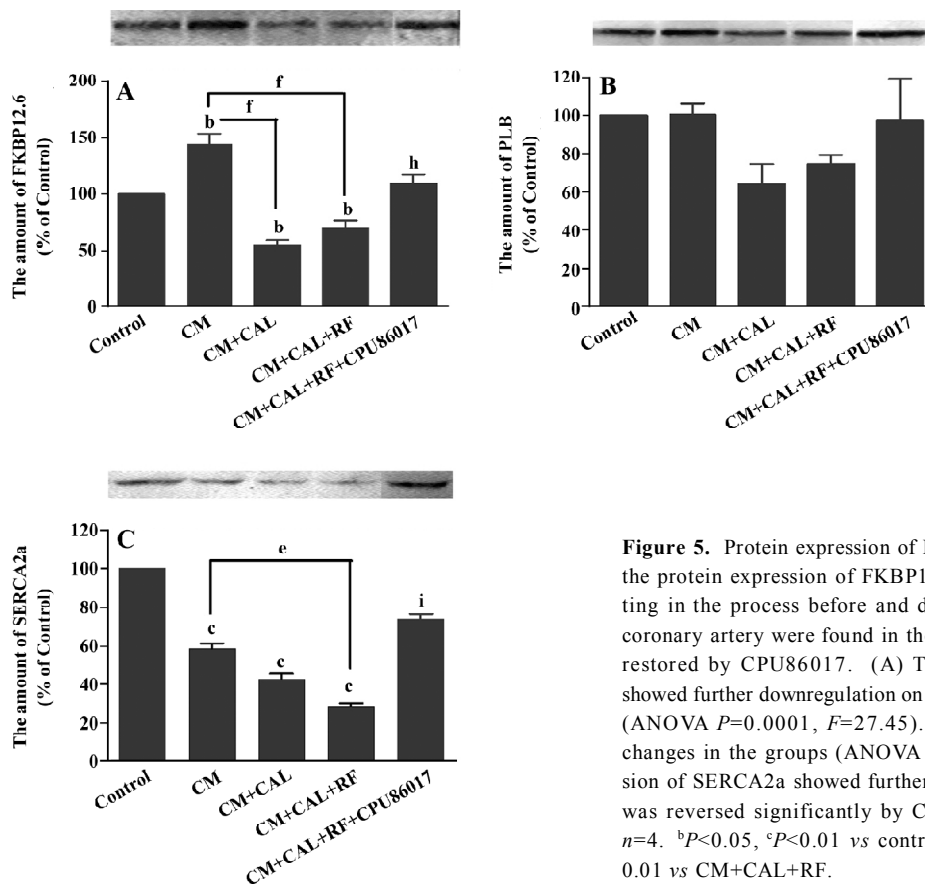 A
The amount of FKBP12.6
(% of Control)
200
150
100
50
0
f
f
b
b
b
h
Control
CM
CM+CAL
CM+CAL+RF
CM+CAL+RF+CPU86017
B
The amount of PLB
(% of Control)
120
100
80
60
40
20
0
Control
CM
CM+CAL
CM+CAL+RF
CM+CAL+RF+CPU86017
C
The amount of SERCA2a
(% of Control)
120
100
80
60
40
20
0
e
c
c
c
i
Control
CM
CM+CAL
CM+CAL+RF
CM+CAL+RF+CPU86017
Figure 5. Protein expression of
the protein expression of FKBP1
ting in the process before and d
coronary artery were found in the
restored by CPU86017. (A) T
showed further downregulation on
(ANOVA P=0.0001, F=27.45).
changes in the groups (ANOVA
sion of SERCA2a showed further
was reversed significantly by C
n=4. ᵇP<0.05, ᶜP<0.01 vs contr
0.01 vs CM+CAL+RF.